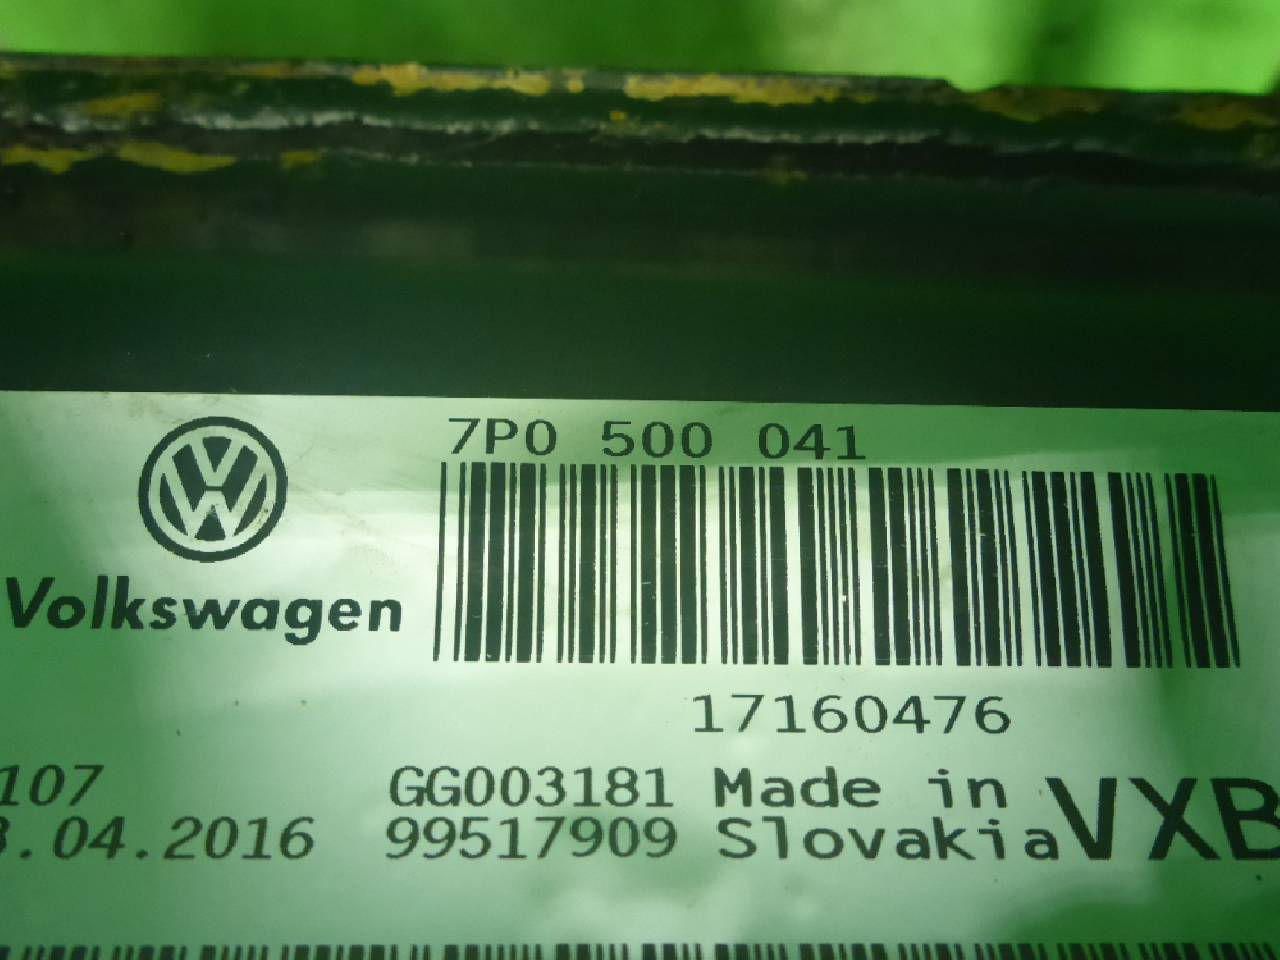 7P0 500 041
Volkswagen
17160476
107 GG003181 Made in VXB
.04.2016 99517909 Slovakia